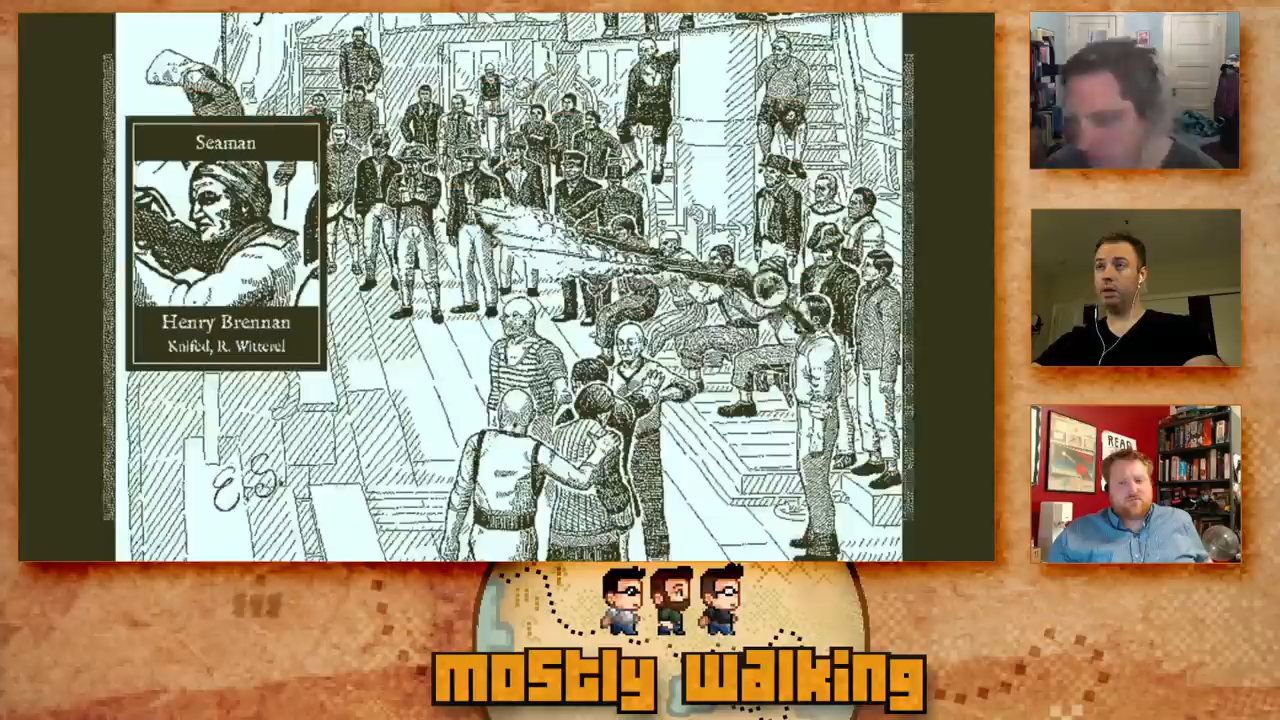 Seaman
Henry Brennan
Knifed, R. Witterel
E.S.
READ
mostly walking